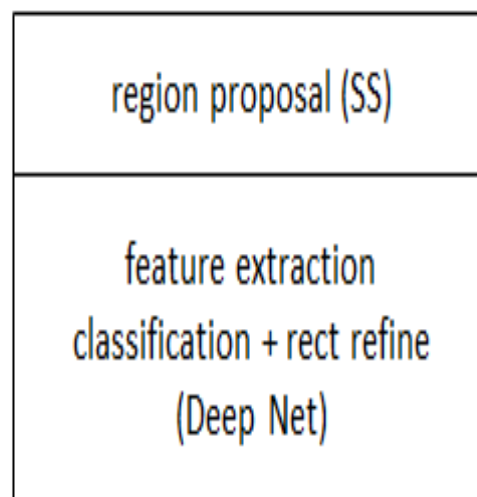 region proposal (SS)
feature extraction
classification + rect refine
(Deep Net)